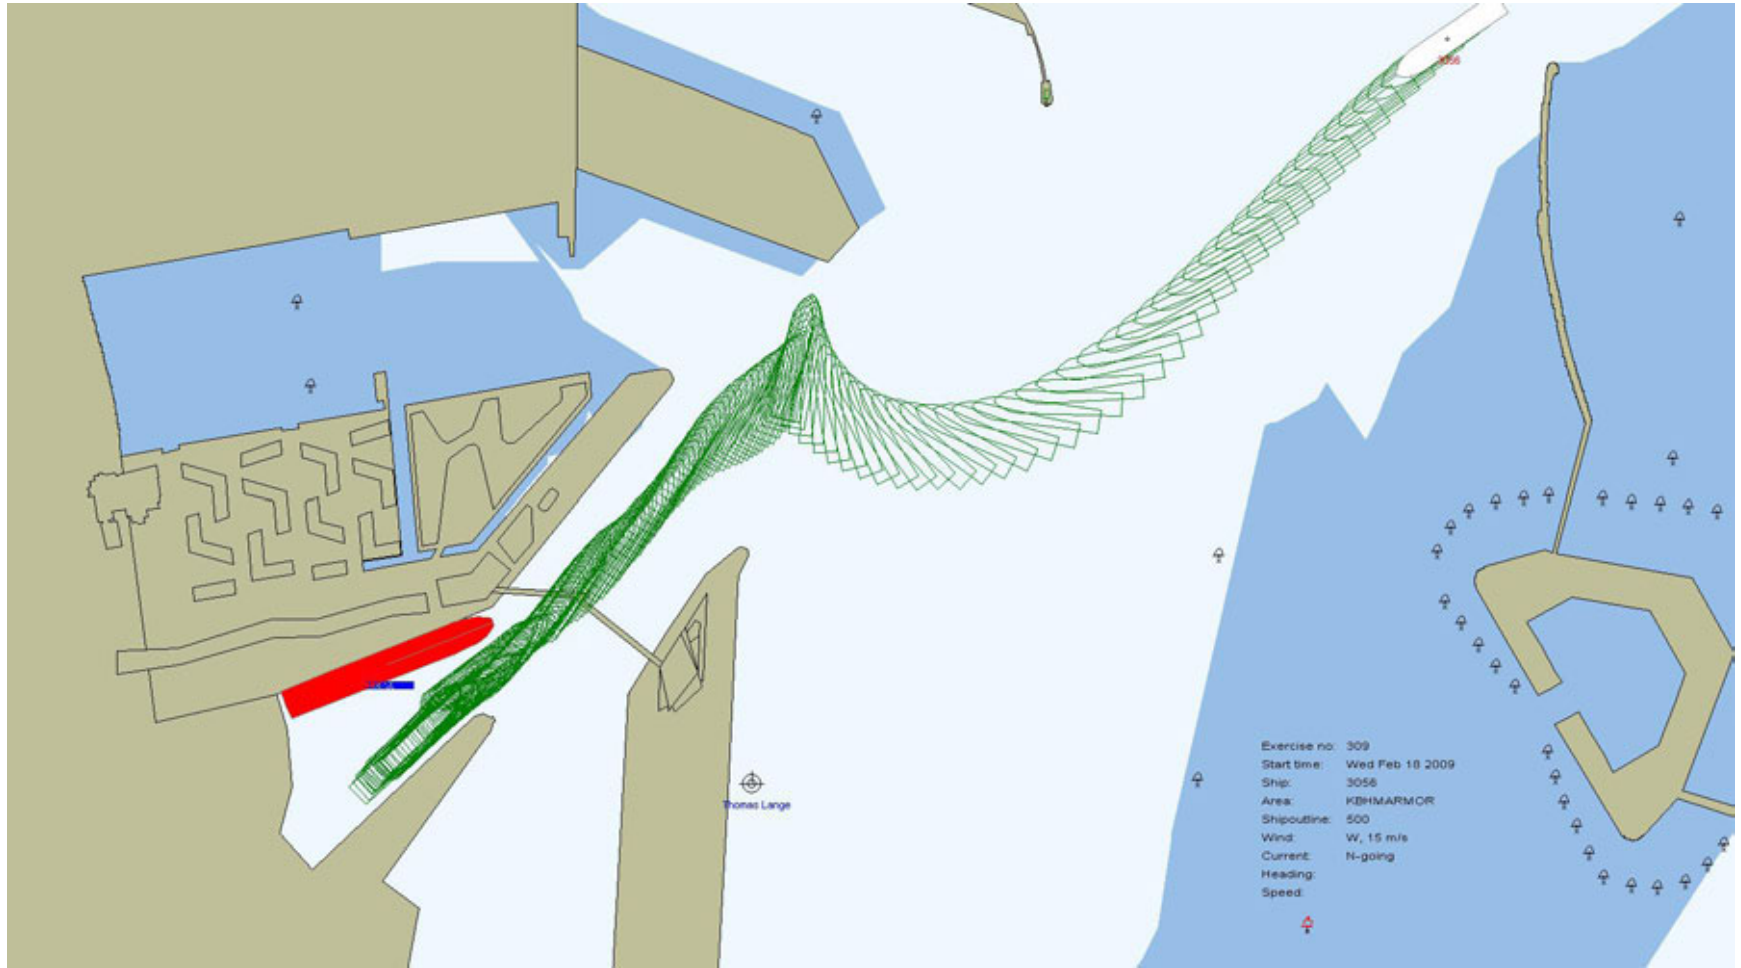 3056
Thomas Lange
Exercise no: 309
Start time: Wed Feb 18 2009
Ship: 3056
Area: KBHMARMOR
Shipoutline: 500
Wind: W, 15 m/s
Current: N-going
Heading:
Speed: